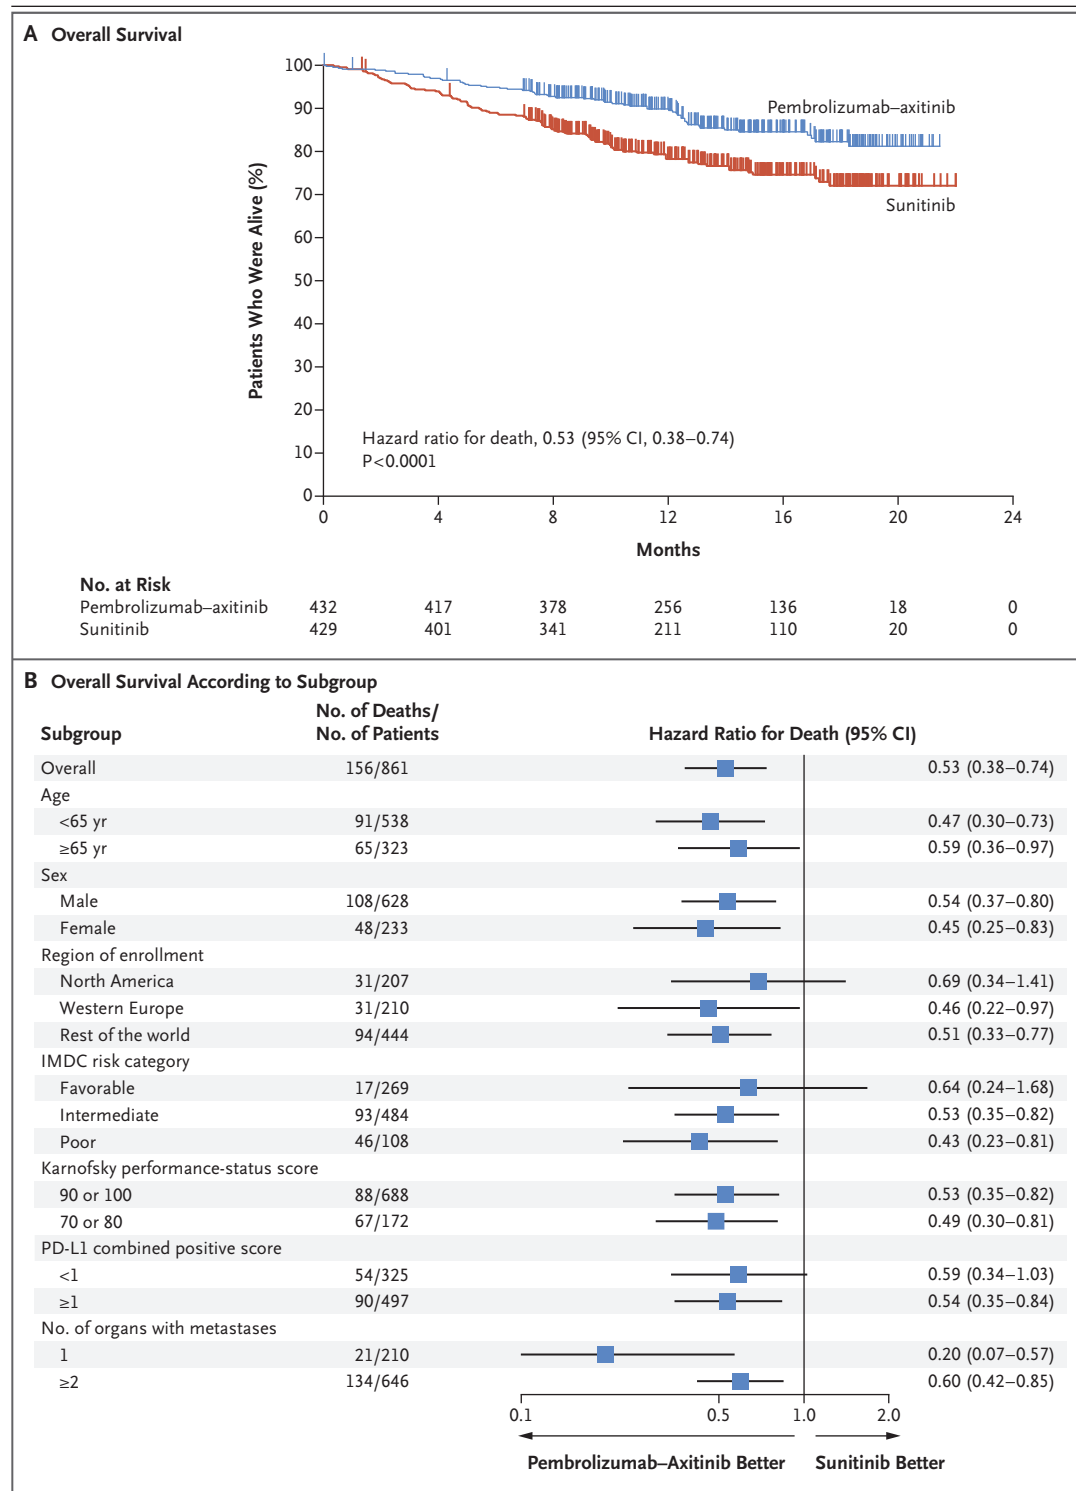 A Overall Survival
100
90
80
70
60
50
40
30
20
10
0
Patients Who Were Alive (%)
Pembrolizumab–axitinib
Sunitinib
Hazard ratio for death, 0.53 (95% CI, 0.38–0.74)
P<0.0001
0 4 8 12 16 20 24
Months
No. at Risk
Pembrolizumab–axitinib 432 417 378 256 136 18 0
Sunitinib 429 401 341 211 110 20 0
B Overall Survival According to Subgroup
Subgroup No. of Deaths/ No. of Patients Hazard Ratio for Death (95% CI)
Overall 156/861 0.53 (0.38–0.74)
Age
<65 yr 91/538 0.47 (0.30–0.73)
≥65 yr 65/323 0.59 (0.36–0.97)
Sex
Male 108/628 0.54 (0.37–0.80)
Female 48/233 0.45 (0.25–0.83)
Region of enrollment
North America 31/207 0.69 (0.34–1.41)
Western Europe 31/210 0.46 (0.22–0.97)
Rest of the world 94/444 0.51 (0.33–0.77)
IMDC risk category
Favorable 17/269 0.64 (0.24–1.68)
Intermediate 93/484 0.53 (0.35–0.82)
Poor 46/108 0.43 (0.23–0.81)
Karnofsky performance-status score
90 or 100 88/688 0.53 (0.35–0.82)
70 or 80 67/172 0.49 (0.30–0.81)
PD-L1 combined positive score
<1 54/325 0.59 (0.34–1.03)
≥1 90/497 0.54 (0.35–0.84)
No. of organs with metastases
1 21/210 0.20 (0.07–0.57)
≥2 134/646 0.60 (0.42–0.85)
0.1 0.5 1.0 2.0
Pembrolizumab–Axitinib Better Sunitinib Better